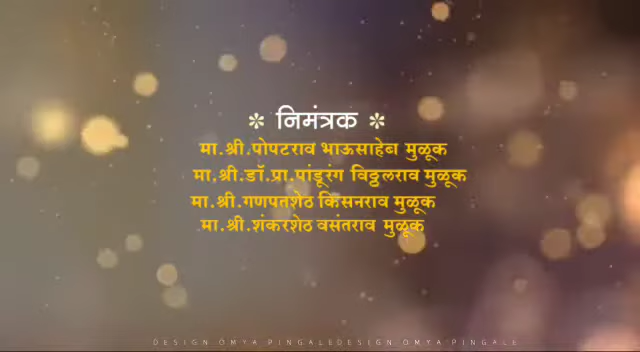 ✼ निमंत्रक ✼
मा.श्री.पोपटराव भाऊसाहेब मुळूक
मा.श्री.डॉ.प्रा.पांडूरंग विठ्ठलराव मुळूक
मा.श्री.गणपतशेठ किसनराव मुळूक
मा.श्री.शंकरशेठ वसंतराव मुळूक
DESIGN OMYA PINGALEDESIGN OMYA PINGALE